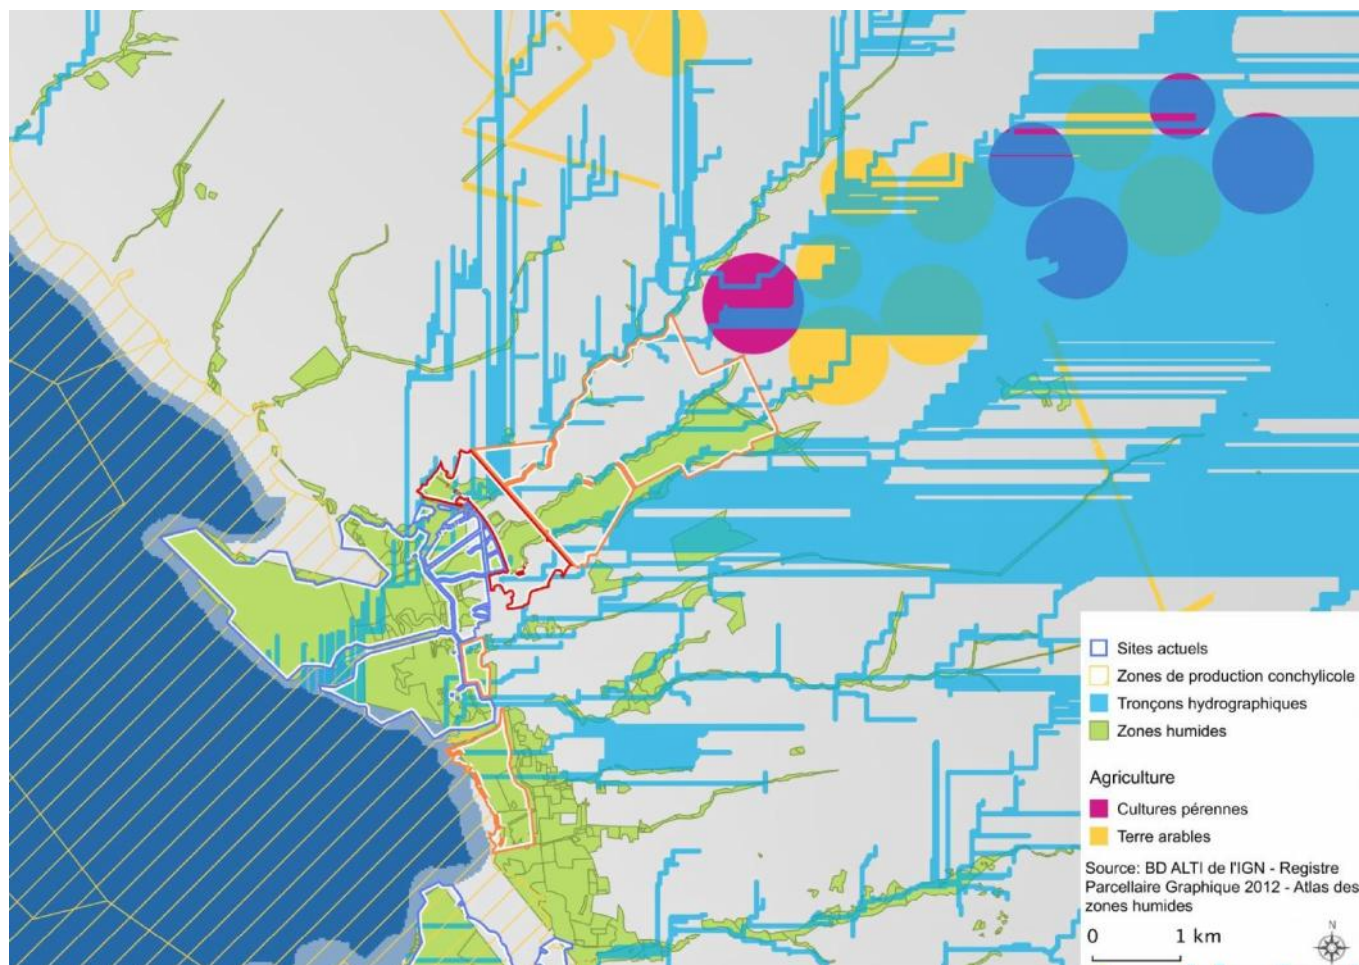 Sites actuels
Zones de production conchylicole
Tronçons hydrographiques
Zones humides
Agriculture
Cultures pérennes
Terre arables
Source: BD ALTI de l'IGN - Registre
Parcellaire Graphique 2012 - Atlas des
zones humides
0 1 km
N